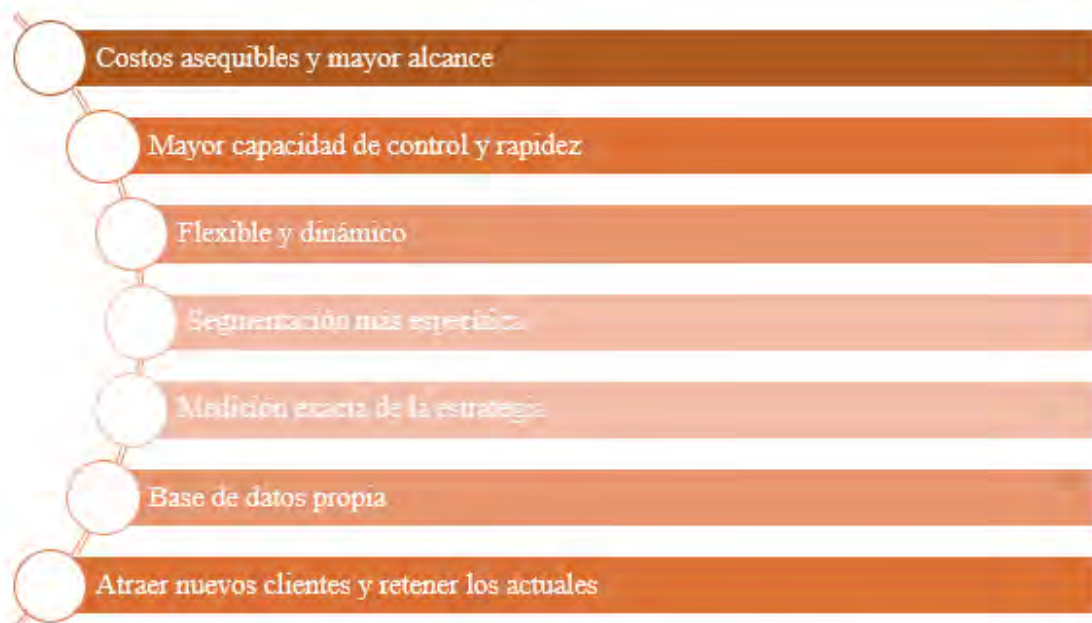 Costos asequibles y mayor alcance
Mayor capacidad de control y rapidez
Flexible y dinámico
Segmentación más específica
Medición exacta de la estrategia
Base de datos propia
Atraer nuevos clientes y retener los actuales